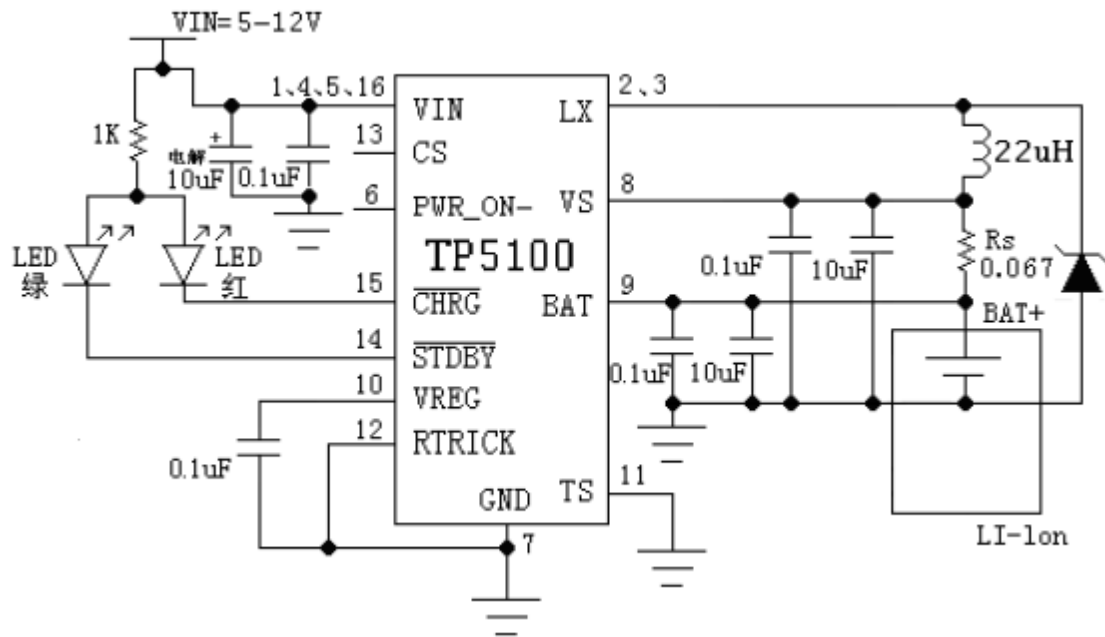 VIN=5-12V
1、4、5、16
2、3
VIN
LX
1K
13
CS
电解
+
10uF
0.1uF
22uH
6
PWR_ON-
8
VS
TP5100
LED
绿
LED
红
0.1uF
10uF
Rs
0.067
15
CHRG
9
BAT
BAT+
14
STDBY
0.1uF
10uF
10
VREG
12
RTRICK
0.1uF
11
TS
GND
7
LI-lon